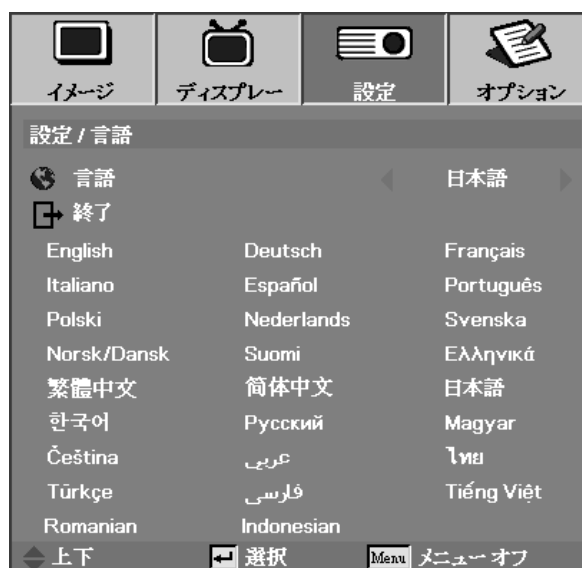 イメージ ディスプレー 設定 オプション
設定 / 言語
言語 日本語
終了
English Deutsch Français
Italiano Español Português
Polski Nederlands Svenska
Norsk/Dansk Suomi Ελληνικά
繁體中文 简体中文 日本語
한국어 Русский Magyar
Čeština عربي ไทย
Türkçe فارسی Tiếng Việt
Romanian Indonesian
上下 選択 Menu メニュー オフ